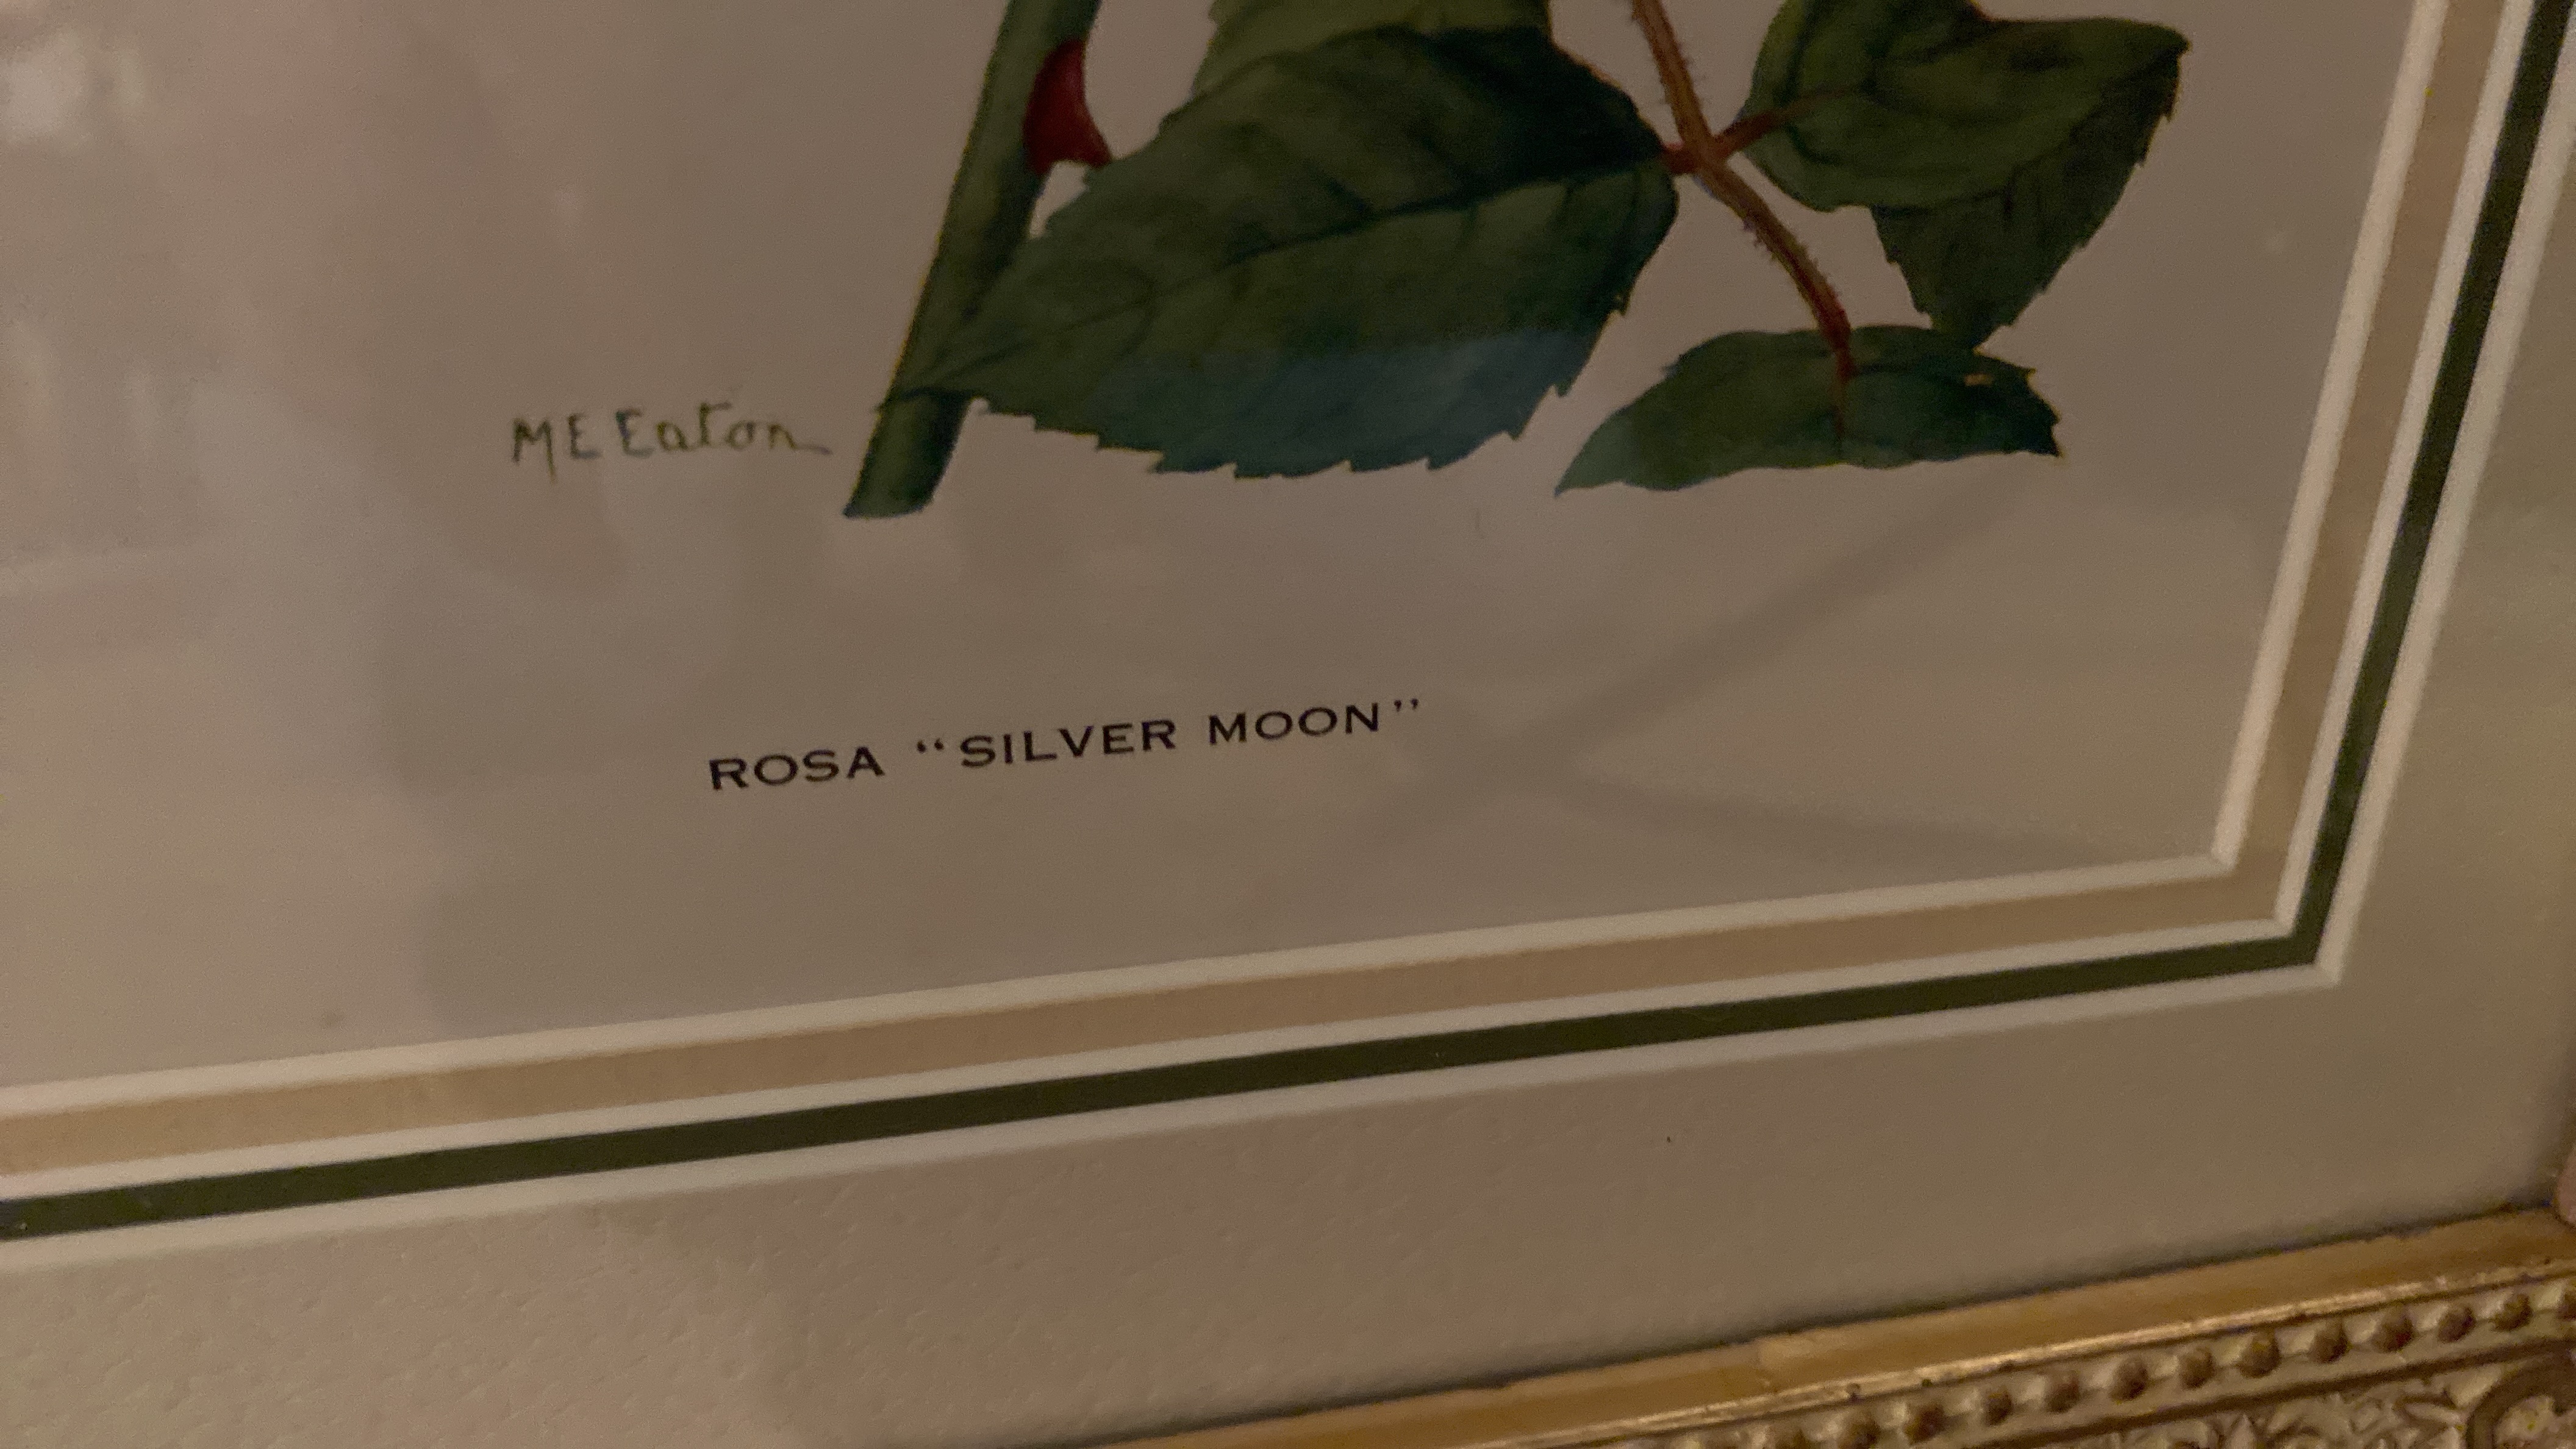 M E Eaton
ROSA “SILVER MOON”